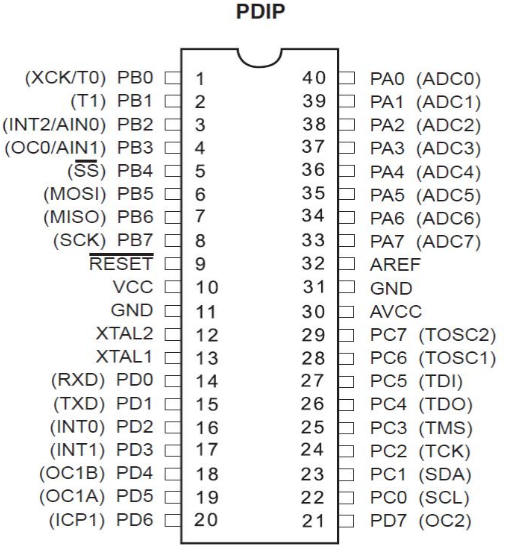 PDIP
(XCK/T0) PB0 1 40 PA0 (ADC0)
(T1) PB1 2 39 PA1 (ADC1)
(INT2/AIN0) PB2 3 38 PA2 (ADC2)
(OC0/AIN1) PB3 4 37 PA3 (ADC3)
(SS) PB4 5 36 PA4 (ADC4)
(MOSI) PB5 6 35 PA5 (ADC5)
(MISO) PB6 7 34 PA6 (ADC6)
(SCK) PB7 8 33 PA7 (ADC7)
RESET 9 32 AREF
VCC 10 31 GND
GND 11 30 AVCC
XTAL2 12 29 PC7 (TOSC2)
XTAL1 13 28 PC6 (TOSC1)
(RXD) PD0 14 27 PC5 (TDI)
(TXD) PD1 15 26 PC4 (TDO)
(INT0) PD2 16 25 PC3 (TMS)
(INT1) PD3 17 24 PC2 (TCK)
(OC1B) PD4 18 23 PC1 (SDA)
(OC1A) PD5 19 22 PC0 (SCL)
(ICP1) PD6 20 21 PD7 (OC2)